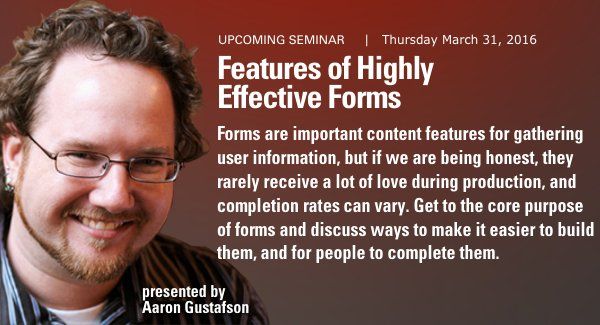 UPCOMING SEMINAR | Thursday March 31, 2016
Features of Highly
Effective Forms
Forms are important content features for gathering
user information, but if we are being honest, they
rarely receive a lot of love during production, and
completion rates can vary. Get to the core purpose
of forms and discuss ways to make it easier to build
them, and for people to complete them.
presented by
Aaron Gustafson